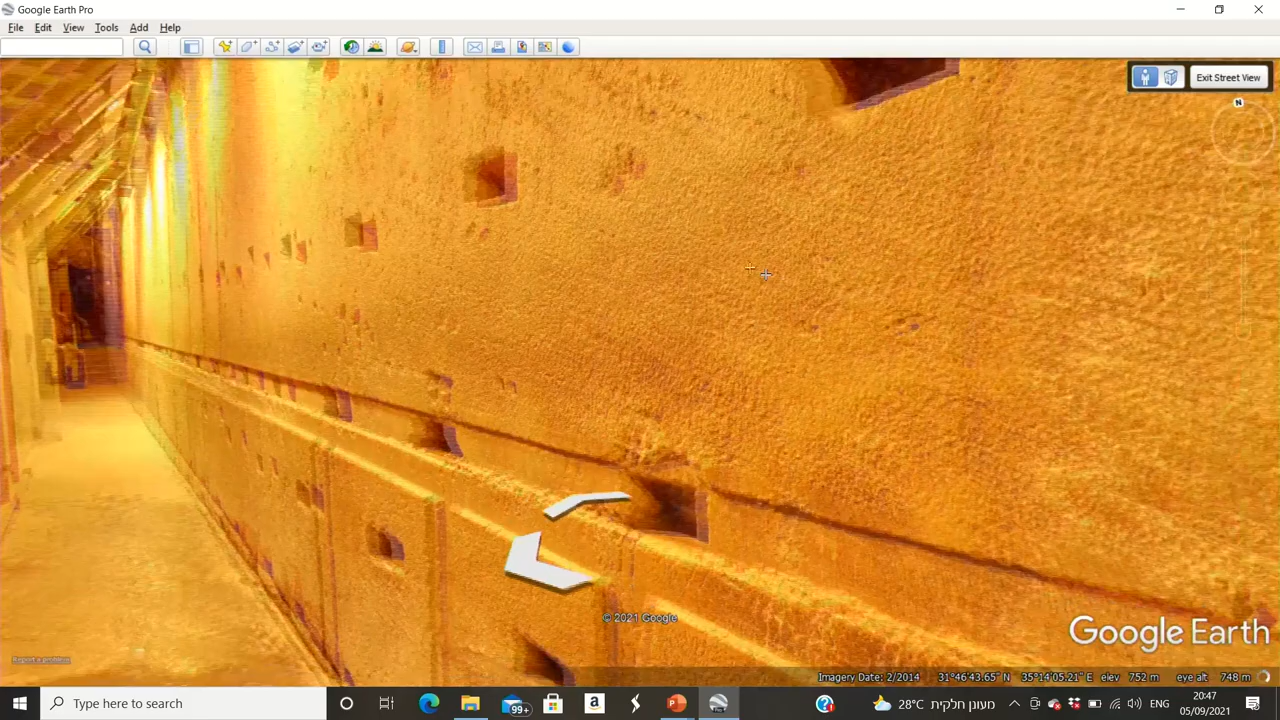 Google Earth Pro
File Edit View Tools Add Help
Exit Street View
N
© 2021 Google
Google Earth
Report a problem
Imagery Date: 2/2014 31°46'43.65" N 35°14'05.21" E elev 752 m eye alt 748 m
Type here to search
99+
a
P
28°C מעונן חלקית
ENG
20:47
05/09/2021